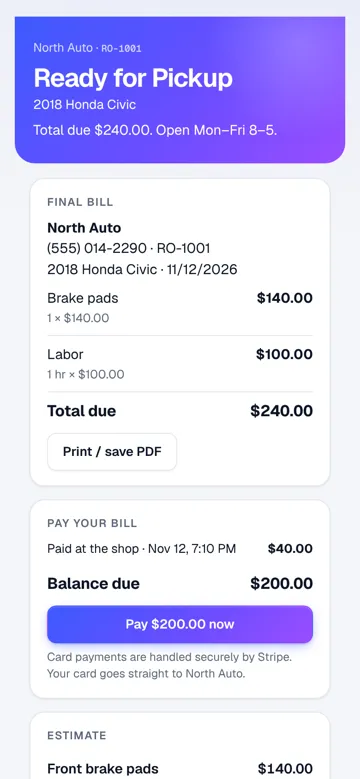 North Auto · RO-1001
Ready for Pickup
2018 Honda Civic
Total due $240.00. Open Mon–Fri 8–5.
FINAL BILL
North Auto
(555) 014-2290 · RO-1001
2018 Honda Civic · 11/12/2026
Brake pads $140.00
1 × $140.00
Labor $100.00
1 hr × $100.00
Total due $240.00
Print / save PDF
PAY YOUR BILL
Paid at the shop · Nov 12, 7:10 PM $40.00
Balance due $200.00
Pay $200.00 now
Card payments are handled securely by Stripe.
Your card goes straight to North Auto.
ESTIMATE
Front brake pads $140.00